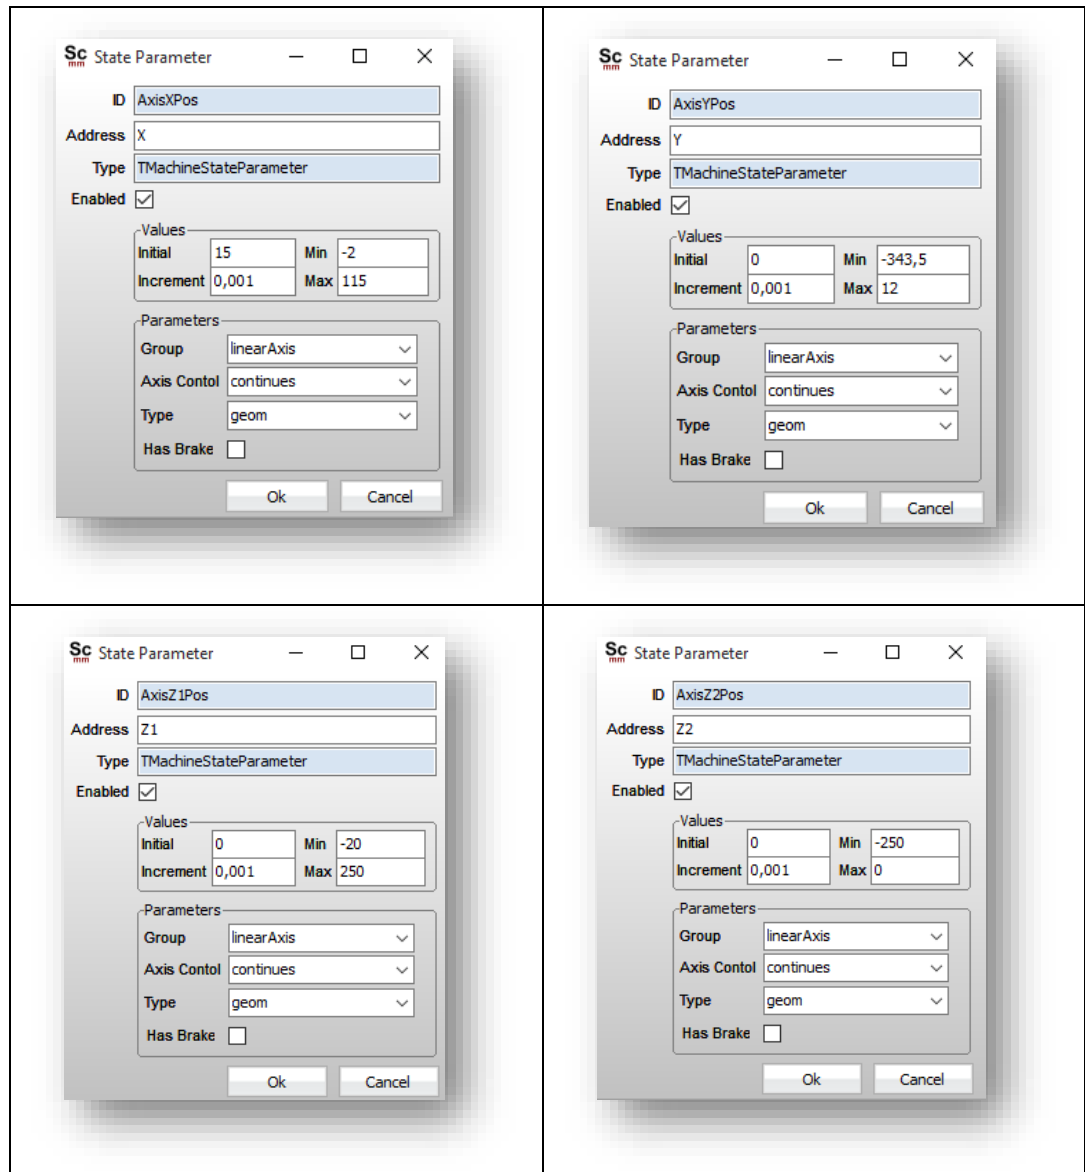 Sc mm State Parameter
ID AxisXPos
Address X
Type TMachineStateParameter
Enabled
Values
Initial 15 Min -2
Increment 0,001 Max 115
Parameters
Group linearAxis
Axis Contol continues
Type geom
Has Brake
Ok Cancel
Sc mm State Parameter
ID AxisYPos
Address Y
Type TMachineStateParameter
Enabled
Values
Initial 0 Min -343,5
Increment 0,001 Max 12
Parameters
Group linearAxis
Axis Contol continues
Type geom
Has Brake
Ok Cancel
Sc mm State Parameter
ID AxisZ1Pos
Address Z1
Type TMachineStateParameter
Enabled
Values
Initial 0 Min -20
Increment 0,001 Max 250
Parameters
Group linearAxis
Axis Contol continues
Type geom
Has Brake
Ok Cancel
Sc mm State Parameter
ID AxisZ2Pos
Address Z2
Type TMachineStateParameter
Enabled
Values
Initial 0 Min -250
Increment 0,001 Max 0
Parameters
Group linearAxis
Axis Contol continues
Type geom
Has Brake
Ok Cancel